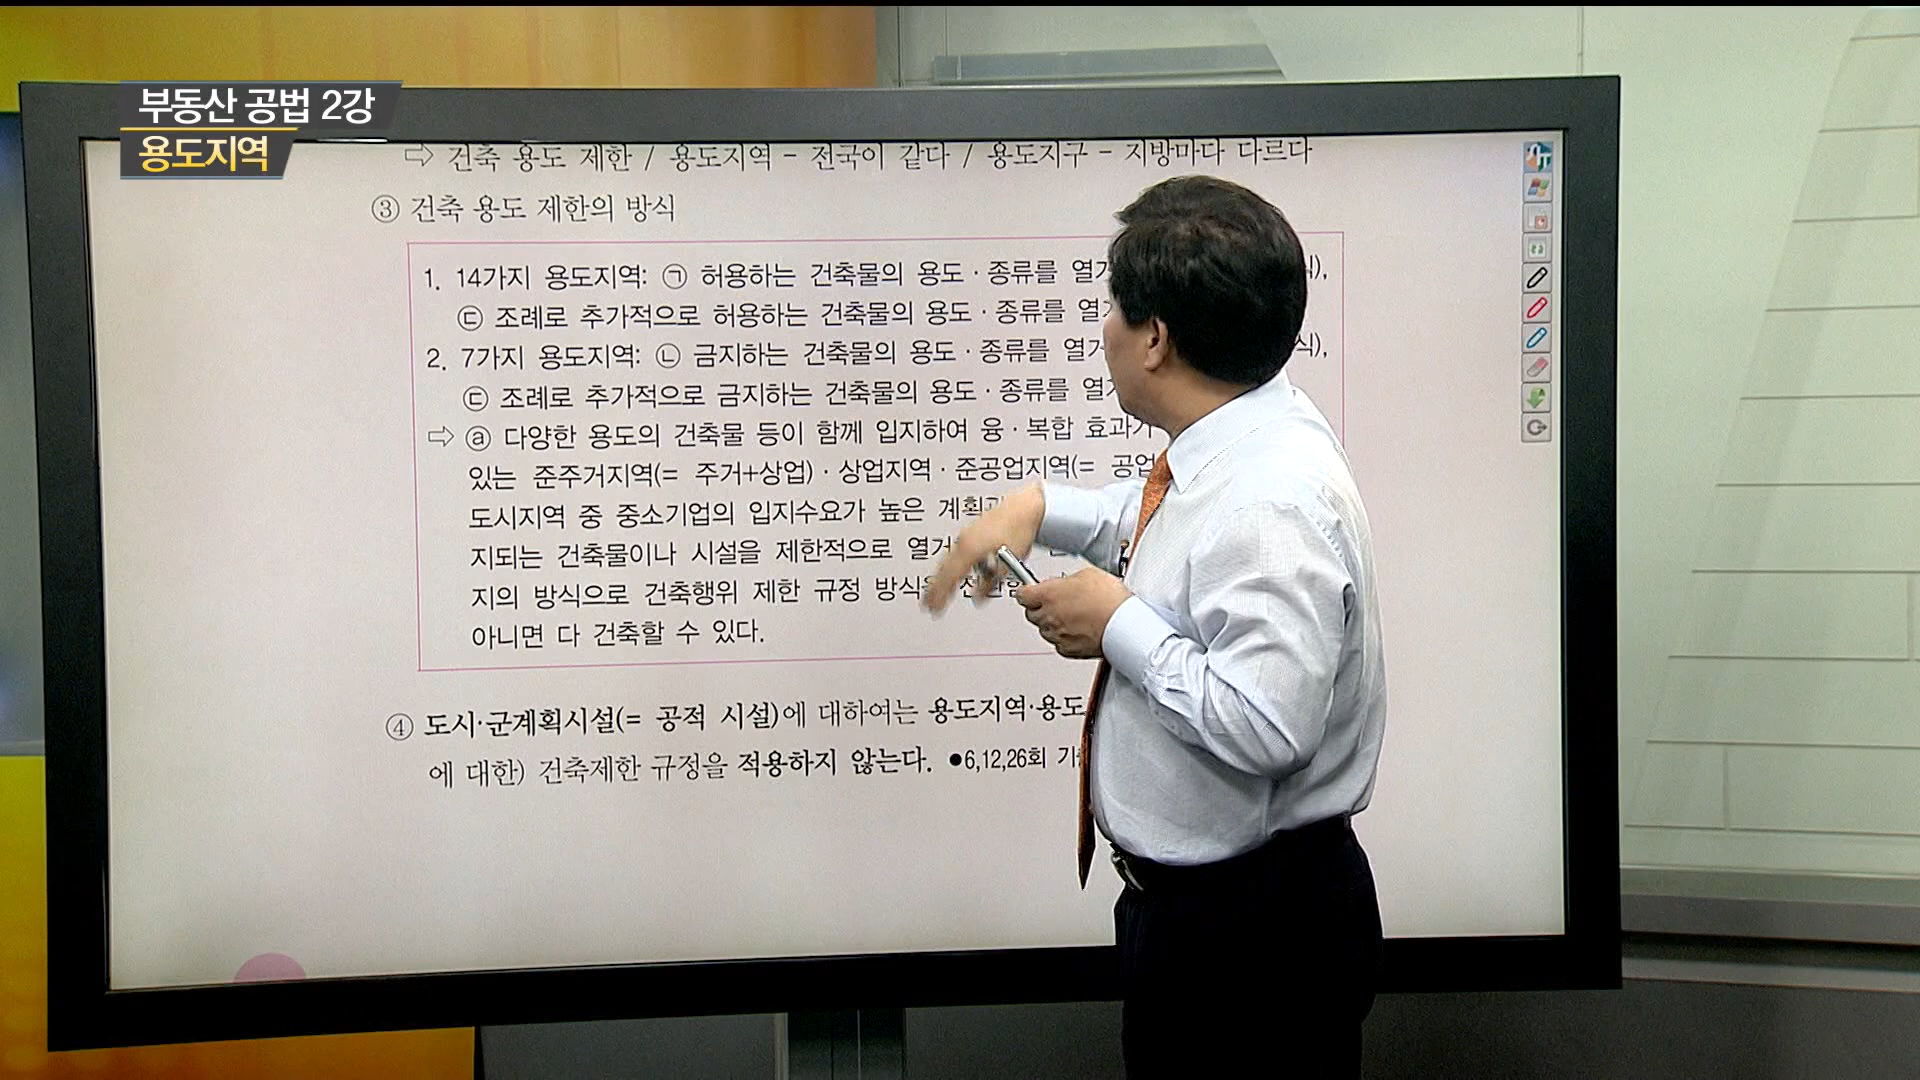 부동산 공법 2강
용도지역
⇨ 건축 용도 제한 / 용도지역 - 전국이 같다 / 용도지구 - 지방마다 다르다
③ 건축 용도 제한의 방식
1. 14가지 용도지역: ㉠ 허용하는 건축물의 용도·종류를 열거 식),
㉢ 조례로 추가적으로 허용하는 건축물의 용도·종류를 열거
2. 7가지 용도지역: ㉡ 금지하는 건축물의 용도·종류를 열거 식),
㉢ 조례로 추가적으로 금지하는 건축물의 용도·종류를 열거
⇨ ⓐ 다양한 용도의 건축물 등이 함께 입지하여 융·복합 효과가
있는 준주거지역(= 주거+상업)·상업지역·준공업지역(= 공업
도시지역 중 중소기업의 입지수요가 높은 계획관
지되는 건축물이나 시설을 제한적으로 열거
지의 방식으로 건축행위 제한 규정 방식을 전환함
아니면 다 건축할 수 있다.
④ 도시·군계획시설(= 공적 시설)에 대하여는 용도지역·용도
에 대한) 건축제한 규정을 적용하지 않는다. ●6,12,26회 기출